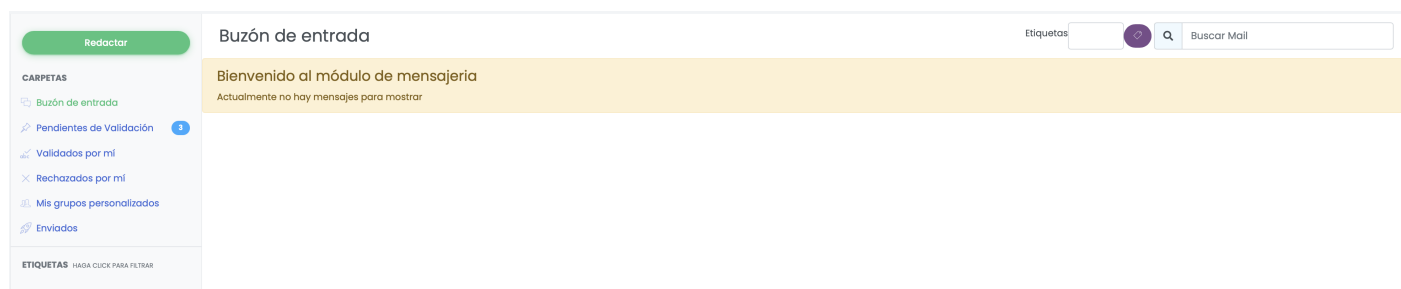 Redactar
CARPETAS
Buzón de entrada
Pendientes de Validación 3
Validados por mí
Rechazados por mí
Mis grupos personalizados
Enviados
ETIQUETAS HAGA CLICK PARA FILTRAR
Buzón de entrada
Etiquetas
Buscar Mail
Bienvenido al módulo de mensajeria
Actualmente no hay mensajes para mostrar